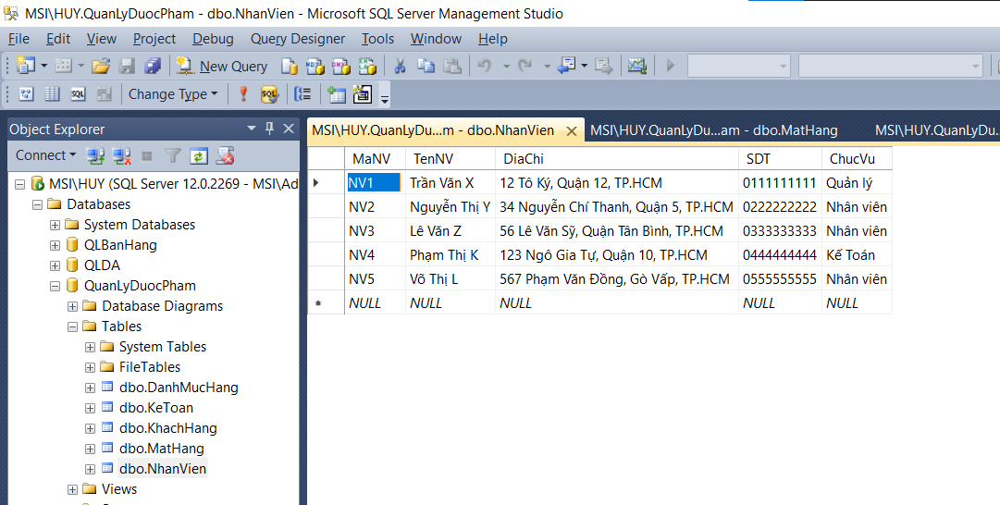 MSI\HUY.QuanLyDuocPham - dbo.NhanVien - Microsoft SQL Server Management Studio
File Edit View Project Debug Query Designer Tools Window Help
New Query
Change Type
Object Explorer
Connect
MSI\HUY (SQL Server 12.0.2269 - MSI\Ad
Databases
System Databases
QLBanHang
QLDA
QuanLyDuocPham
Database Diagrams
Tables
System Tables
FileTables
dbo.DanhMucHang
dbo.KeToan
dbo.KhachHang
dbo.MatHang
dbo.NhanVien
Views
MSI\HUY.QuanLyDu...m - dbo.NhanVien MSI\HUY.QuanLyDu...am - dbo.MatHang MSI\HUY.QuanLyDu.
MaNV TenNV DiaChi SDT ChucVu
NV1 Trần Văn X 12 Tô Ký, Quận 12, TP.HCM 0111111111 Quản lý
NV2 Nguyễn Thị Y 34 Nguyễn Chí Thanh, Quận 5, TP.HCM 0222222222 Nhân viên
NV3 Lê Văn Z 56 Lê Văn Sỹ, Quận Tân Bình, TP.HCM 0333333333 Nhân viên
NV4 Phạm Thị K 123 Ngô Gia Tự, Quận 10, TP.HCM 0444444444 Kế Toán
NV5 Võ Thị L 567 Phạm Văn Đồng, Gò Vấp, TP.HCM 0555555555 Nhân viên
NULL NULL NULL NULL NULL